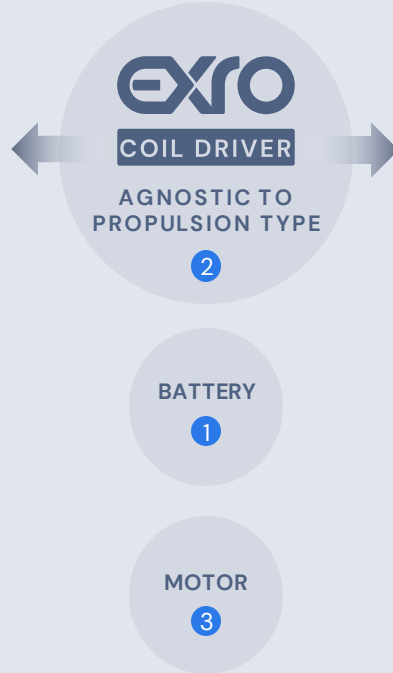 exro
COIL DRIVER
AGNOSTIC TO
PROPULSION TYPE
2
BATTERY
1
MOTOR
3